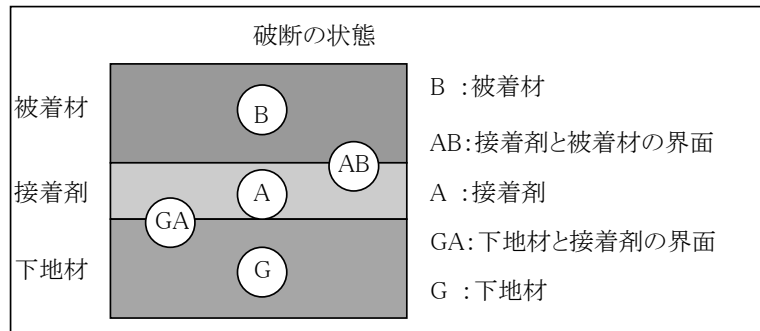 破断の状態
被着材
接着剤
下地材
B
AB
A
GA
G
B :被着材
AB:接着剤と被着材の界面
A :接着剤
GA:下地材と接着剤の界面
G :下地材